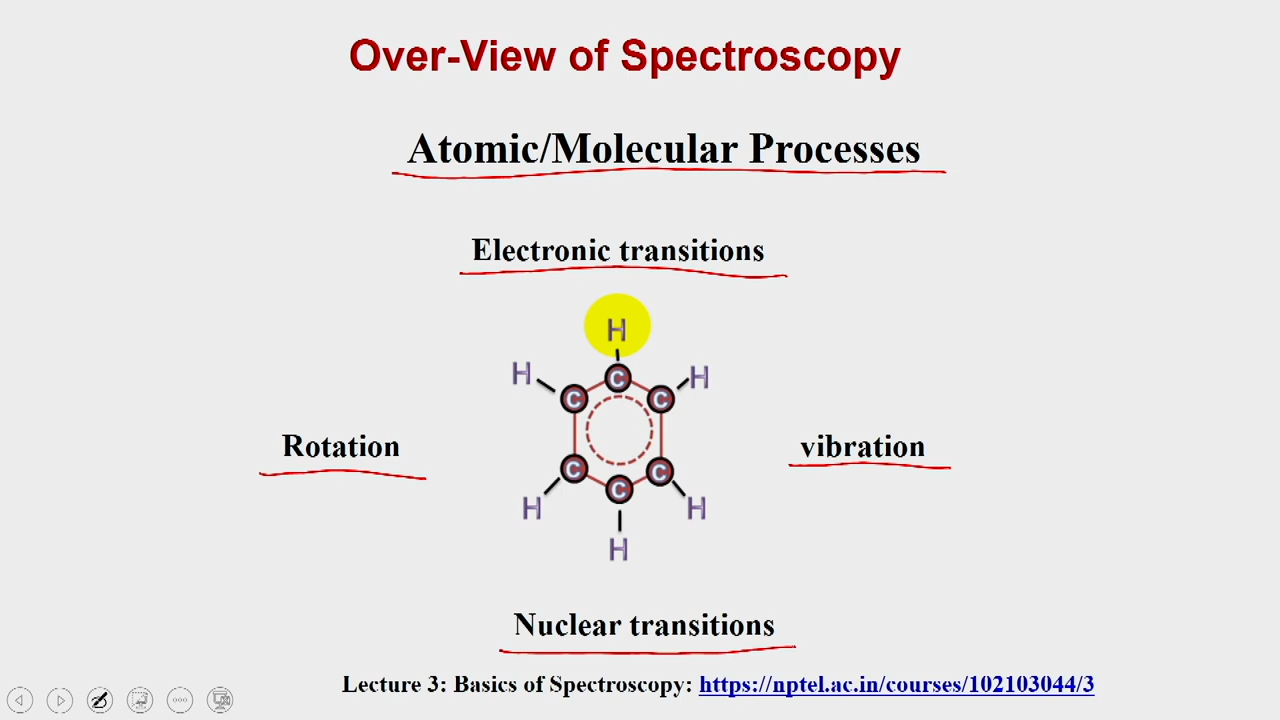 Over-View of Spectroscopy
Atomic/Molecular Processes
Electronic transitions
H
H
H
C
C
C
Rotation
vibration
C
C
C
H
H
H
Nuclear transitions
Lecture 3: Basics of Spectroscopy: https://nptel.ac.in/courses/102103044/3